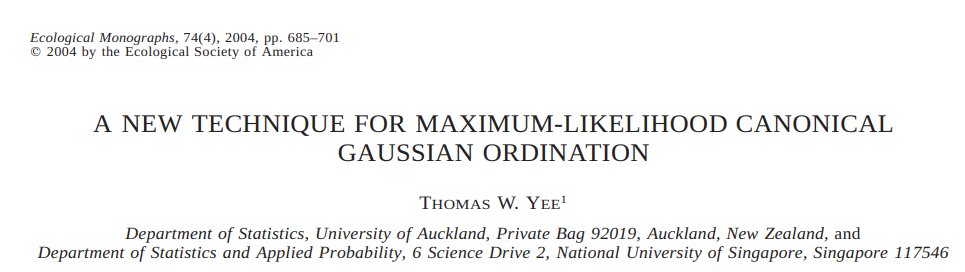 Ecological Monographs, 74(4), 2004, pp. 685–701
© 2004 by the Ecological Society of America
A NEW TECHNIQUE FOR MAXIMUM-LIKELIHOOD CANONICAL
GAUSSIAN ORDINATION
THOMAS W. YEE¹
Department of Statistics, University of Auckland, Private Bag 92019, Auckland, New Zealand, and
Department of Statistics and Applied Probability, 6 Science Drive 2, National University of Singapore, Singapore 117546